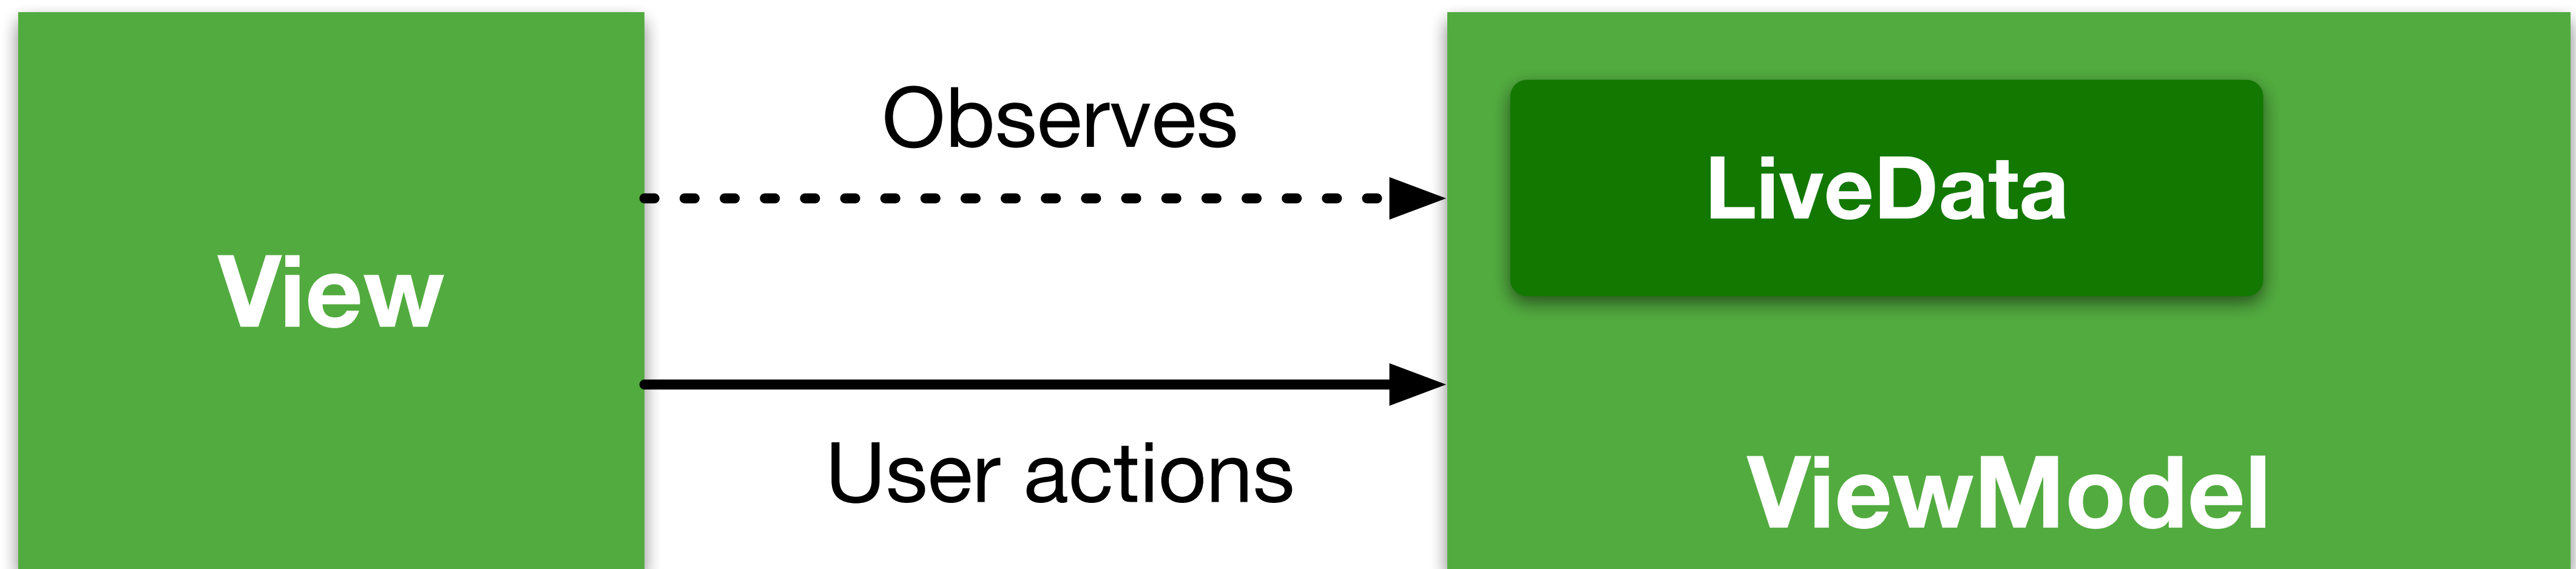 Observes
LiveData
View
User actions
ViewModel